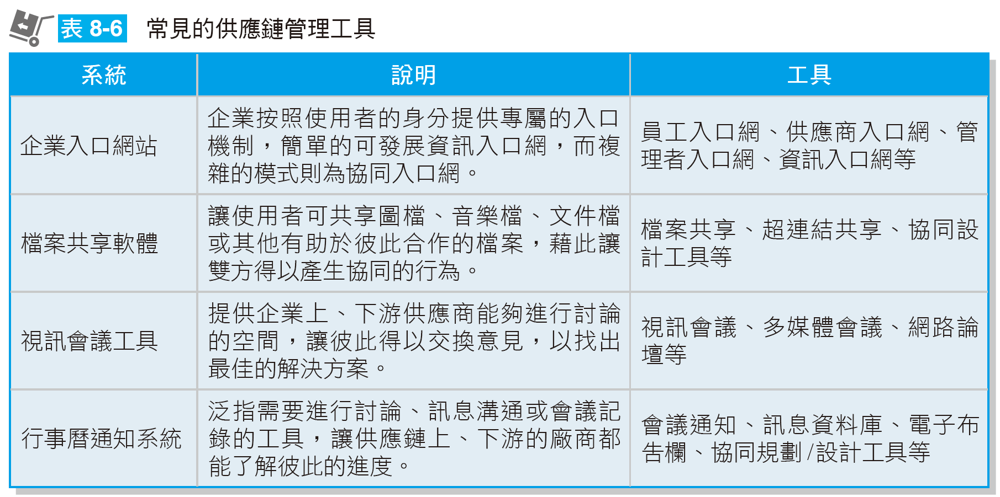 表 8-6 常見的供應鏈管理工具
系統
說明
工具
企業入口網站
企業按照使用者的身分提供專屬的入口
機制，簡單的可發展資訊入口網，而複
雜的模式則為協同入口網。
員工入口網、供應商入口網、管
理者入口網、資訊入口網等
檔案共享軟體
讓使用者可共享圖檔、音樂檔、文件檔
或其他有助於彼此合作的檔案，藉此讓
雙方得以產生協同的行為。
檔案共享、超連結共享、協同設
計工具等
視訊會議工具
提供企業上、下游供應商能夠進行討論
的空間，讓彼此得以交換意見，以找出
最佳的解決方案。
視訊會議、多媒體會議、網路論
壇等
行事曆通知系統
泛指需要進行討論、訊息溝通或會議記
錄的工具，讓供應鏈上、下游的廠商都
能了解彼此的進度。
會議通知、訊息資料庫、電子布
告欄、協同規劃/設計工具等